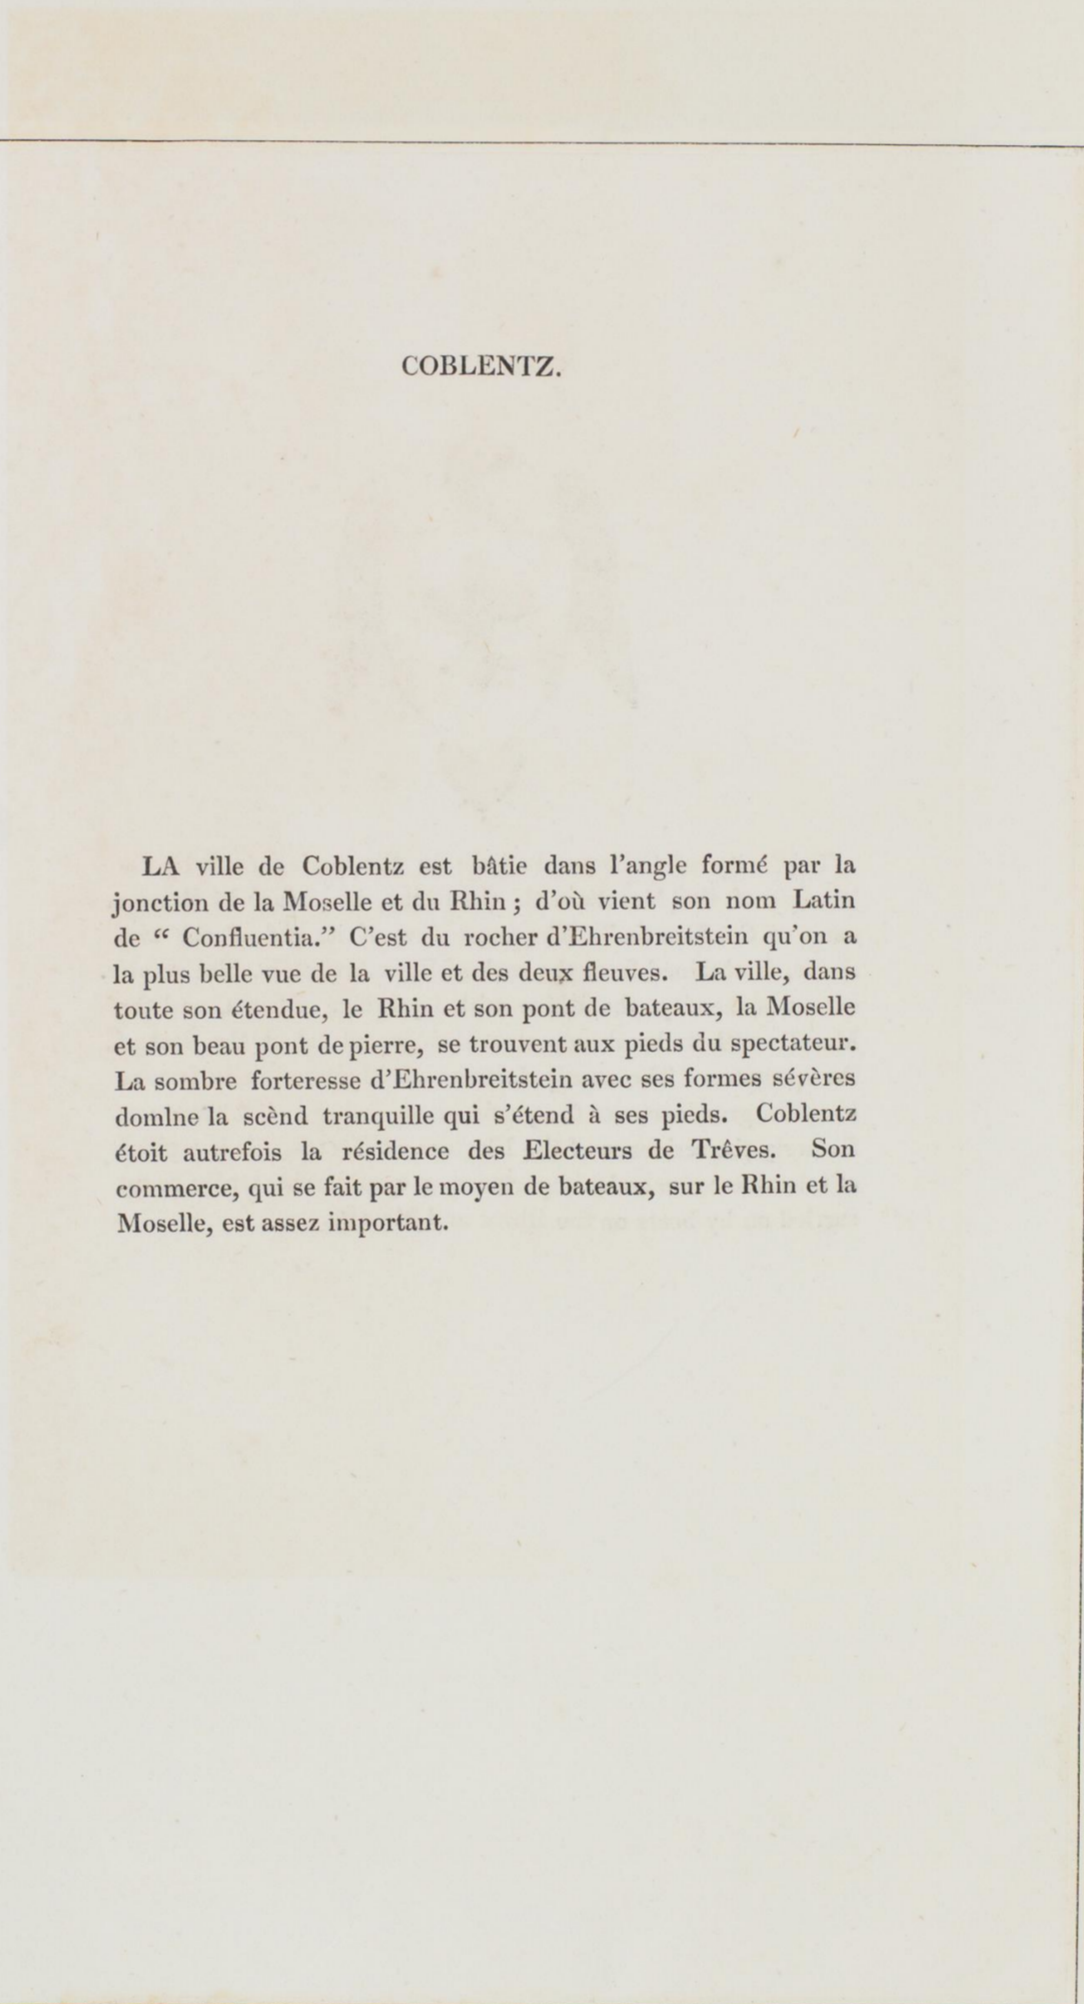 COBLENTZ.
LA ville de Coblentz est bâtie dans l'angle formé par la
jonction de la Moselle et du Rhin ; d'où vient son nom Latin
de “ Confluentia.” C'est du rocher d'Ehrenbreitstein qu'on a
la plus belle vue de la ville et des deux fleuves. La ville, dans
toute son étendue, le Rhin et son pont de bateaux, la Moselle
et son beau pont de pierre, se trouvent aux pieds du spectateur.
La sombre forteresse d'Ehrenbreitstein avec ses formes sévères
domlne la scènd tranquille qui s'étend à ses pieds. Coblentz
étoit autrefois la résidence des Electeurs de Trêves. Son
commerce, qui se fait par le moyen de bateaux, sur le Rhin et la
Moselle, est assez important.